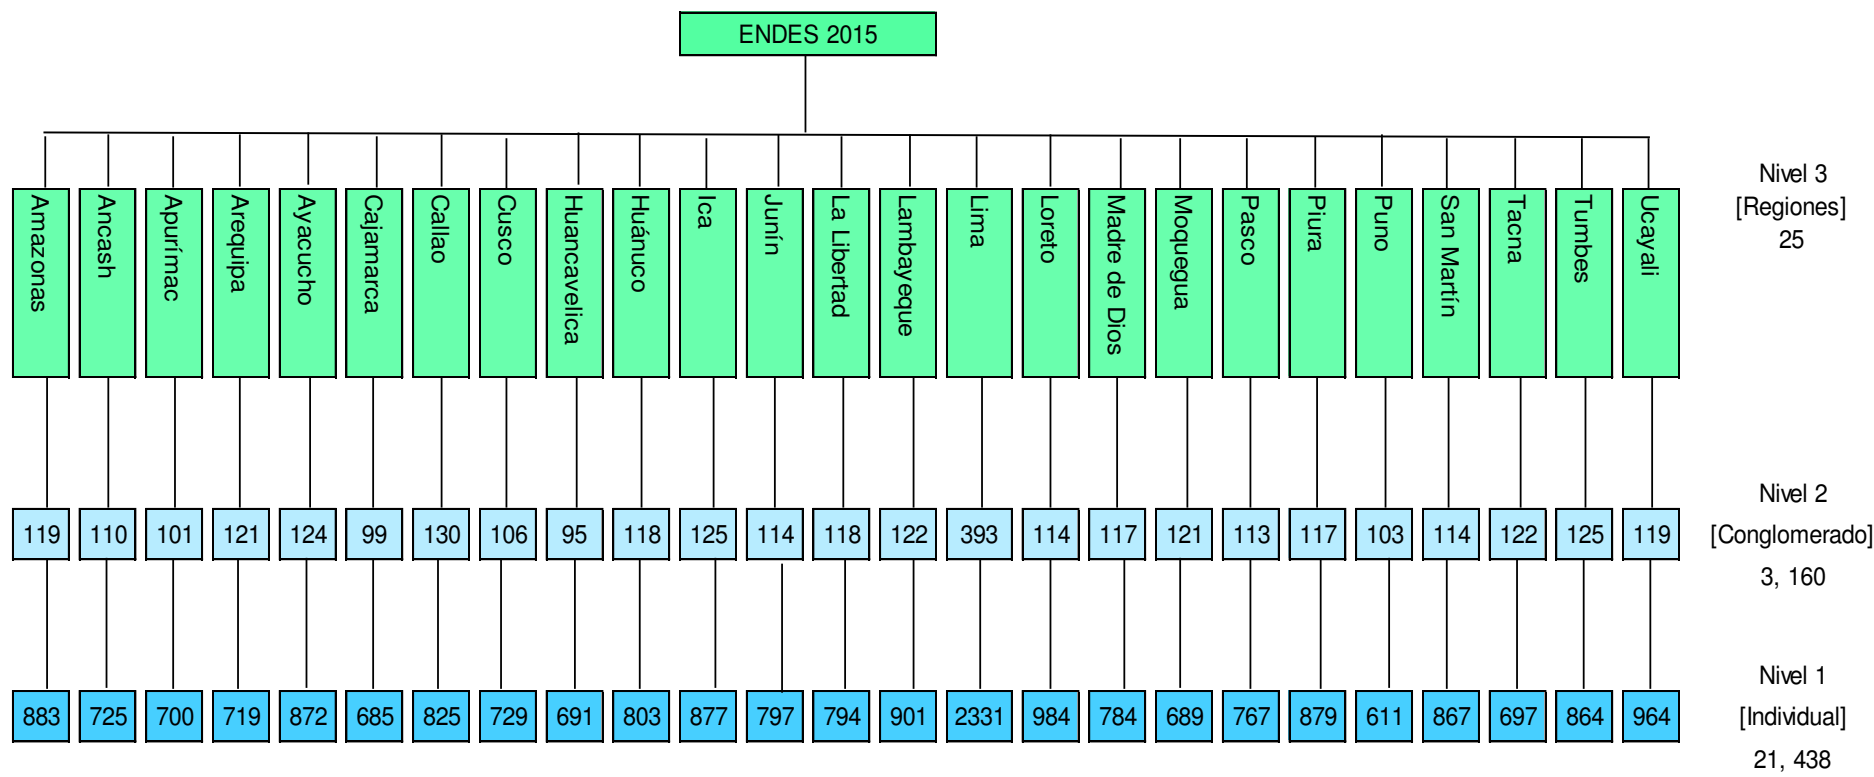 ENDES 2015
Amazonas
Ancash
Apurímac
Arequipa
Ayacucho
Cajamarca
Callao
Cusco
Huancavelica
Huánuco
Ica
Junín
La Libertad
Lambayeque
Lima
Loreto
Madre de Dios
Moquegua
Pasco
Piura
Puno
San Martín
Tacna
Tumbes
Ucayali
Nivel 3
[Regiones]
25
119 110 101 121 124 99 130 106 95 118 125 114 118 122 393 114 117 121 113 117 103 114 122 125 119
Nivel 2
[Conglomerado]
3, 160
883 725 700 719 872 685 825 729 691 803 877 797 794 901 2331 984 784 689 767 879 611 867 697 864 964
Nivel 1
[Individual]
21, 438